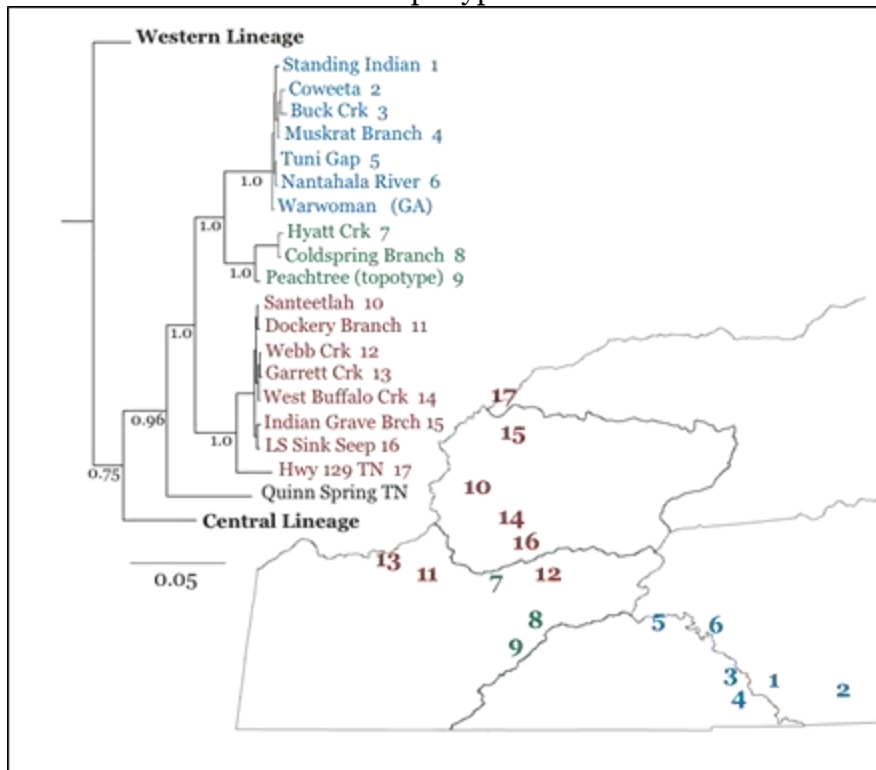 Western Lineage
Standing Indian 1
Coweeta 2
Buck Crk 3
Muskrat Branch 4
Tuni Gap 5
Nantahala River 6
Warwoman (GA)
1.0
Hyatt Crk 7
Coldspring Branch 8
Peachtree (topotype) 9
1.0
1.0
Santeetlah 10
Dockery Branch 11
Webb Crk 12
Garrett Crk 13
West Buffalo Crk 14
Indian Grave Brch 15
LS Sink Seep 16
Hwy 129 TN 17
1.0
1.0
Quinn Spring TN
0.96
Central Lineage
0.75
0.05
17
15
10
14
16
13
11
7
12
8
9
5
6
3
1
4
2